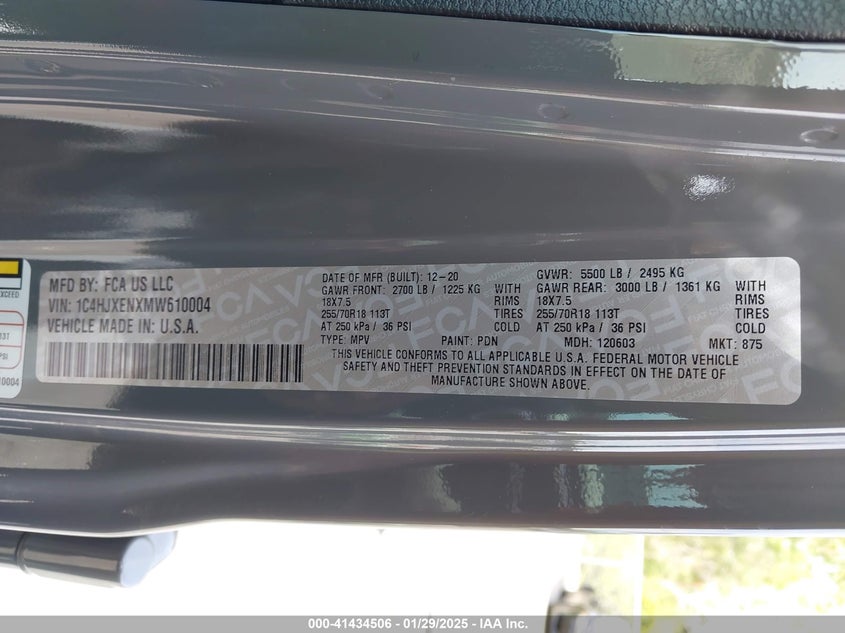 XCEED
13T
PSI
10004
MFD BY: FCA US LLC
VIN: 1C4HJXENXMW610004
VEHICLE MADE IN: U.S.A.
DATE OF MFR (BUILT): 12-20
GAWR FRONT: 2700 LB / 1225 KG WITH
18X7.5 RIMS
255/70R18 113T TIRES
AT 250 kPa / 36 PSI COLD
TYPE: MPV PAINT: PDN
GVWR: 5500 LB / 2495 KG
GAWR REAR: 3000 LB / 1361 KG WITH
18X7.5 RIMS
255/70R18 113T TIRES
AT 250 kPa / 36 PSI COLD
MDH: 120603 MKT: 875
THIS VEHICLE CONFORMS TO ALL APPLICABLE U.S.A. FEDERAL MOTOR VEHICLE
SAFETY AND THEFT PREVENTION STANDARDS IN EFFECT ON THE DATE OF
MANUFACTURE SHOWN ABOVE.
000-41434506 - 01/29/2025 - IAA Inc.